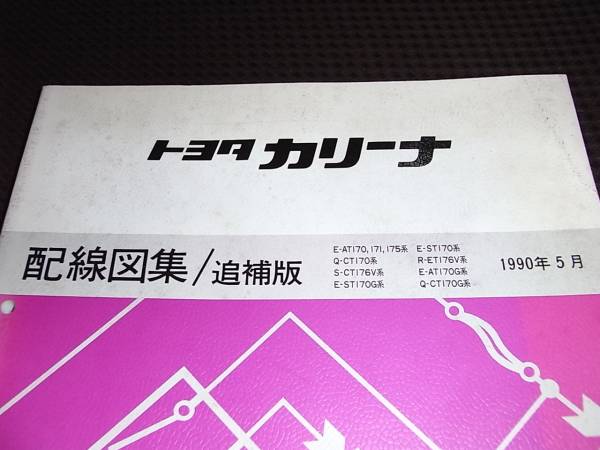 トヨタ カリーナ
配線図集/追補版
E-AT170,171,175系 E-ST170系
Q-CT170系 R-ET176V系
S-CT176V系 E-AT170G系
E-ST170G系 Q-CT170G系
1990年5月